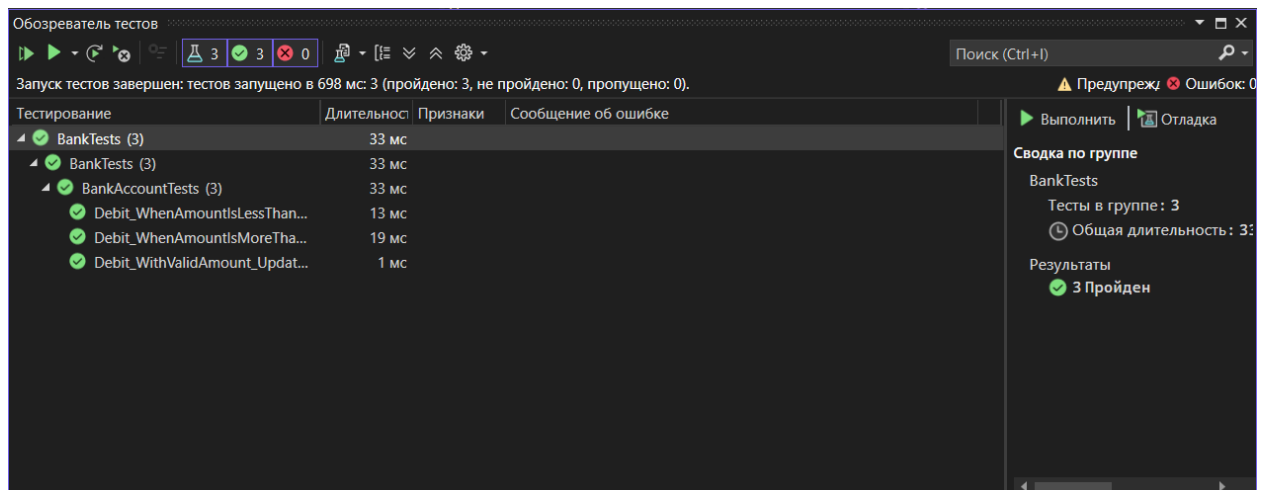 Обозреватель тестов
3 3 0
Поиск (Ctrl+I)
Запуск тестов завершен: тестов запущено в 698 мс: 3 (пройдено: 3, не пройдено: 0, пропущено: 0).
Предупрежд Ошибок: 0
Тестирование Длительност Признаки Сообщение об ошибке
BankTests (3) 33 мс
BankTests (3) 33 мс
BankAccountTests (3) 33 мс
Debit_WhenAmountIsLessThan... 13 мс
Debit_WhenAmountIsMoreTha... 19 мс
Debit_WithValidAmount_Updat... 1 мс
Выполнить Отладка
Сводка по группе
BankTests
Тесты в группе: 3
Общая длительность: 33
Результаты
3 Пройден